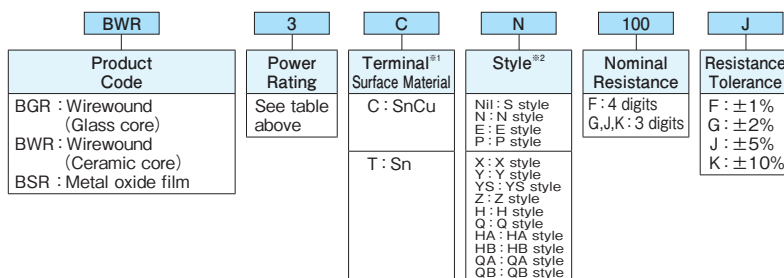 BWR 3 C N 100 J
Product Code
Power Rating
Terminal※1 Surface Material
Style※2
Nominal Resistance
Resistance Tolerance
BGR : Wirewound
(Glass core)
BWR : Wirewound
(Ceramic core)
BSR : Metal oxide film
See table
above
C : SnCu
T : Sn
Nil : S style
N : N style
E : E style
P : P style
X : X style
Y : Y style
YS : YS style
Z : Z style
H : H style
Q : Q style
HA : HA style
HB : HB style
QA : QA style
QB : QB style
F : 4 digits
G,J,K : 3 digits
F : ±1%
G : ±2%
J : ±5%
K : ±10%